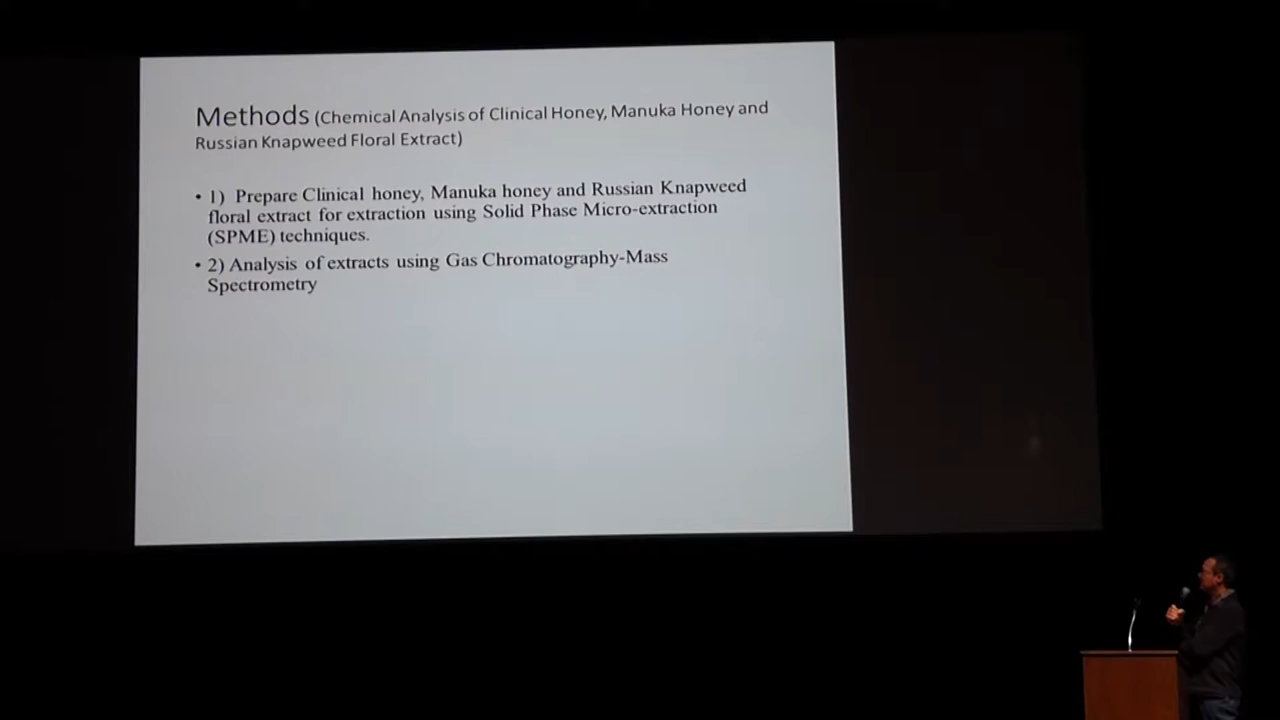 Methods (Chemical Analysis of Clinical Honey, Manuka Honey and
Russian Knapweed Floral Extract)
• 1) Prepare Clinical honey, Manuka honey and Russian Knapweed
floral extract for extraction using Solid Phase Micro-extraction
(SPME) techniques.
• 2) Analysis of extracts using Gas Chromatography-Mass
Spectrometry